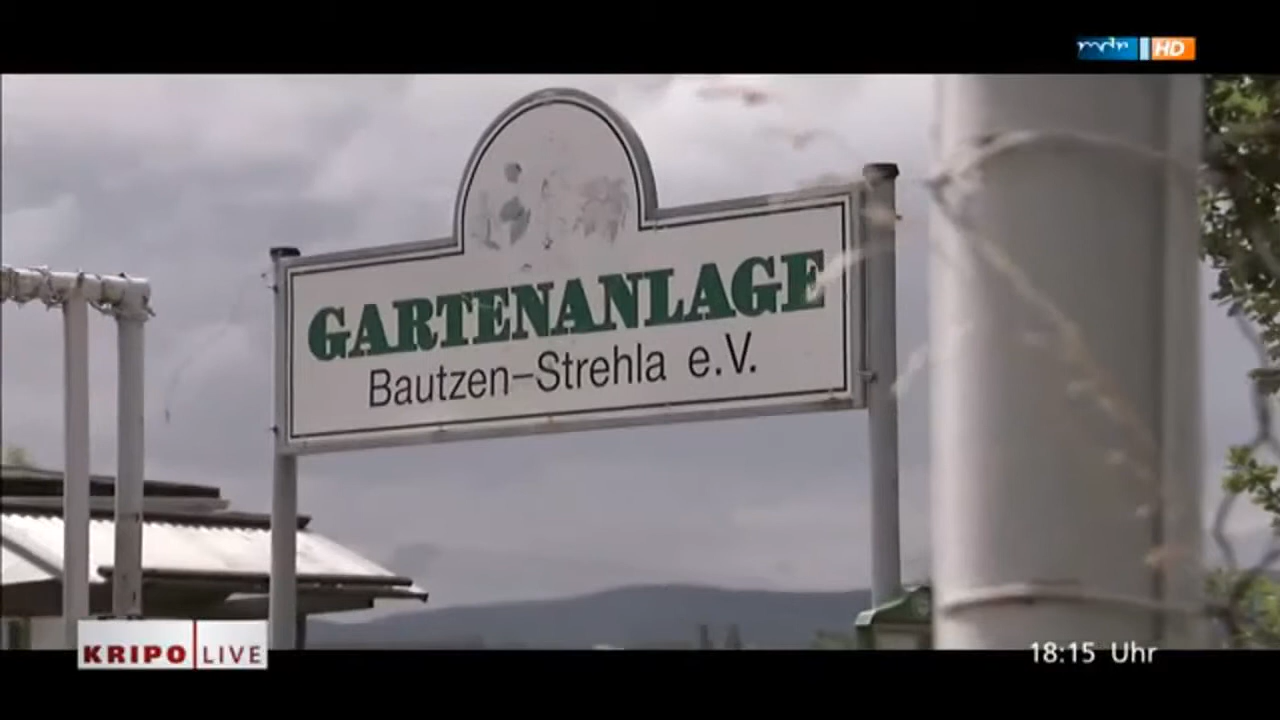 mdr HD
GARTENANLAGE
Bautzen-Strehla e.V.
KRIPO LIVE
18:15 Uhr